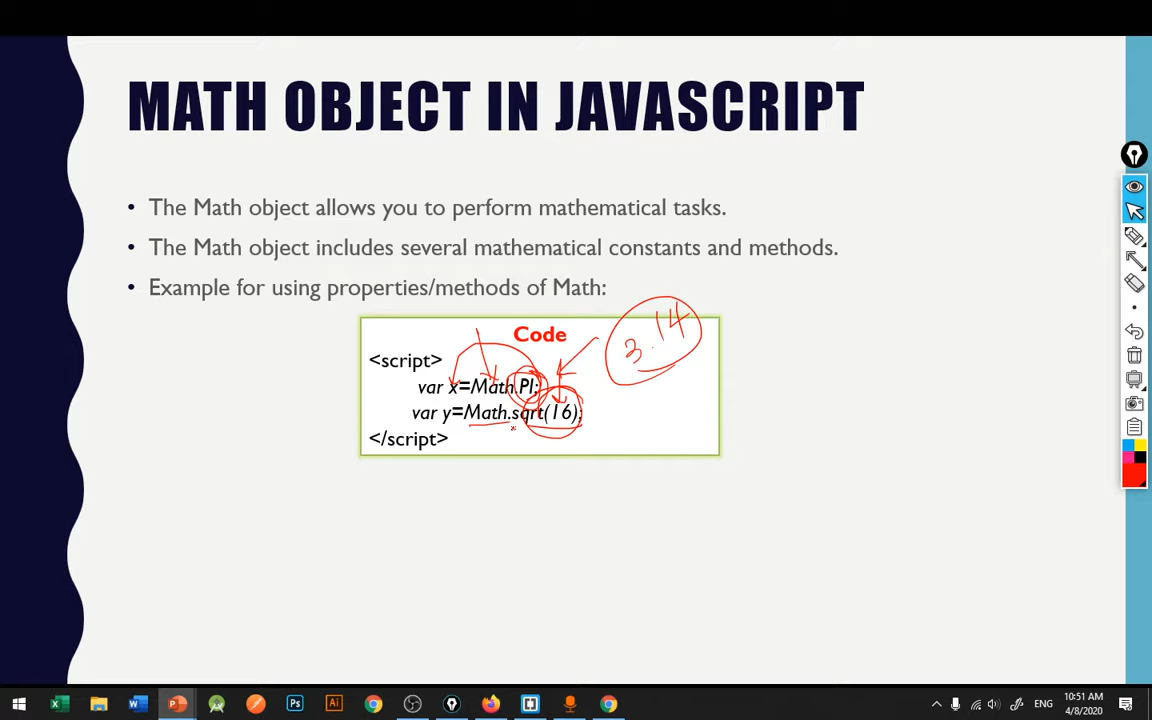 MATH OBJECT IN JAVASCRIPT
• The Math object allows you to perform mathematical tasks.
• The Math object includes several mathematical constants and methods.
• Example for using properties/methods of Math:
Code
3.14
<script>
var x=Math.PI;
var y=Math.sqrt(16);
</script>
10:51 AM
ENG
4/8/2020